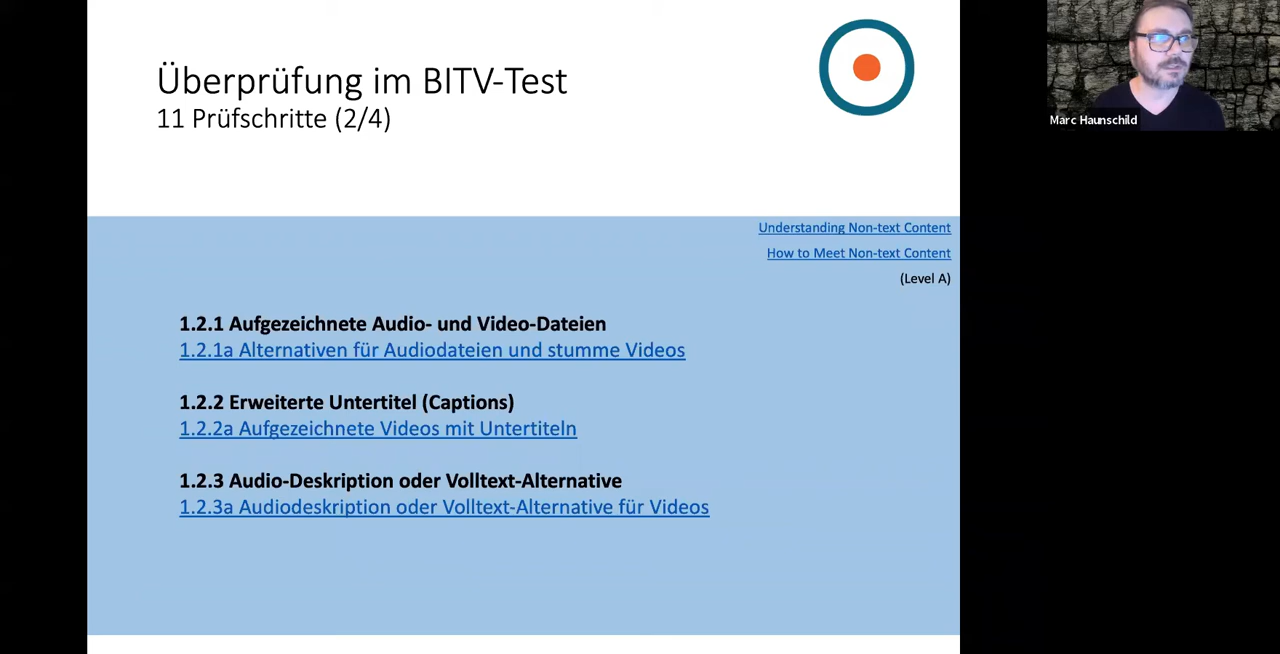 Überprüfung im BITV-Test
11 Prüfschritte (2/4)
Marc Haunschild
Understanding Non-text Content
How to Meet Non-text Content
(Level A)
1.2.1 Aufgezeichnete Audio- und Video-Dateien
1.2.1a Alternativen für Audiodateien und stumme Videos
1.2.2 Erweiterte Untertitel (Captions)
1.2.2a Aufgezeichnete Videos mit Untertiteln
1.2.3 Audio-Deskription oder Volltext-Alternative
1.2.3a Audiodeskription oder Volltext-Alternative für Videos